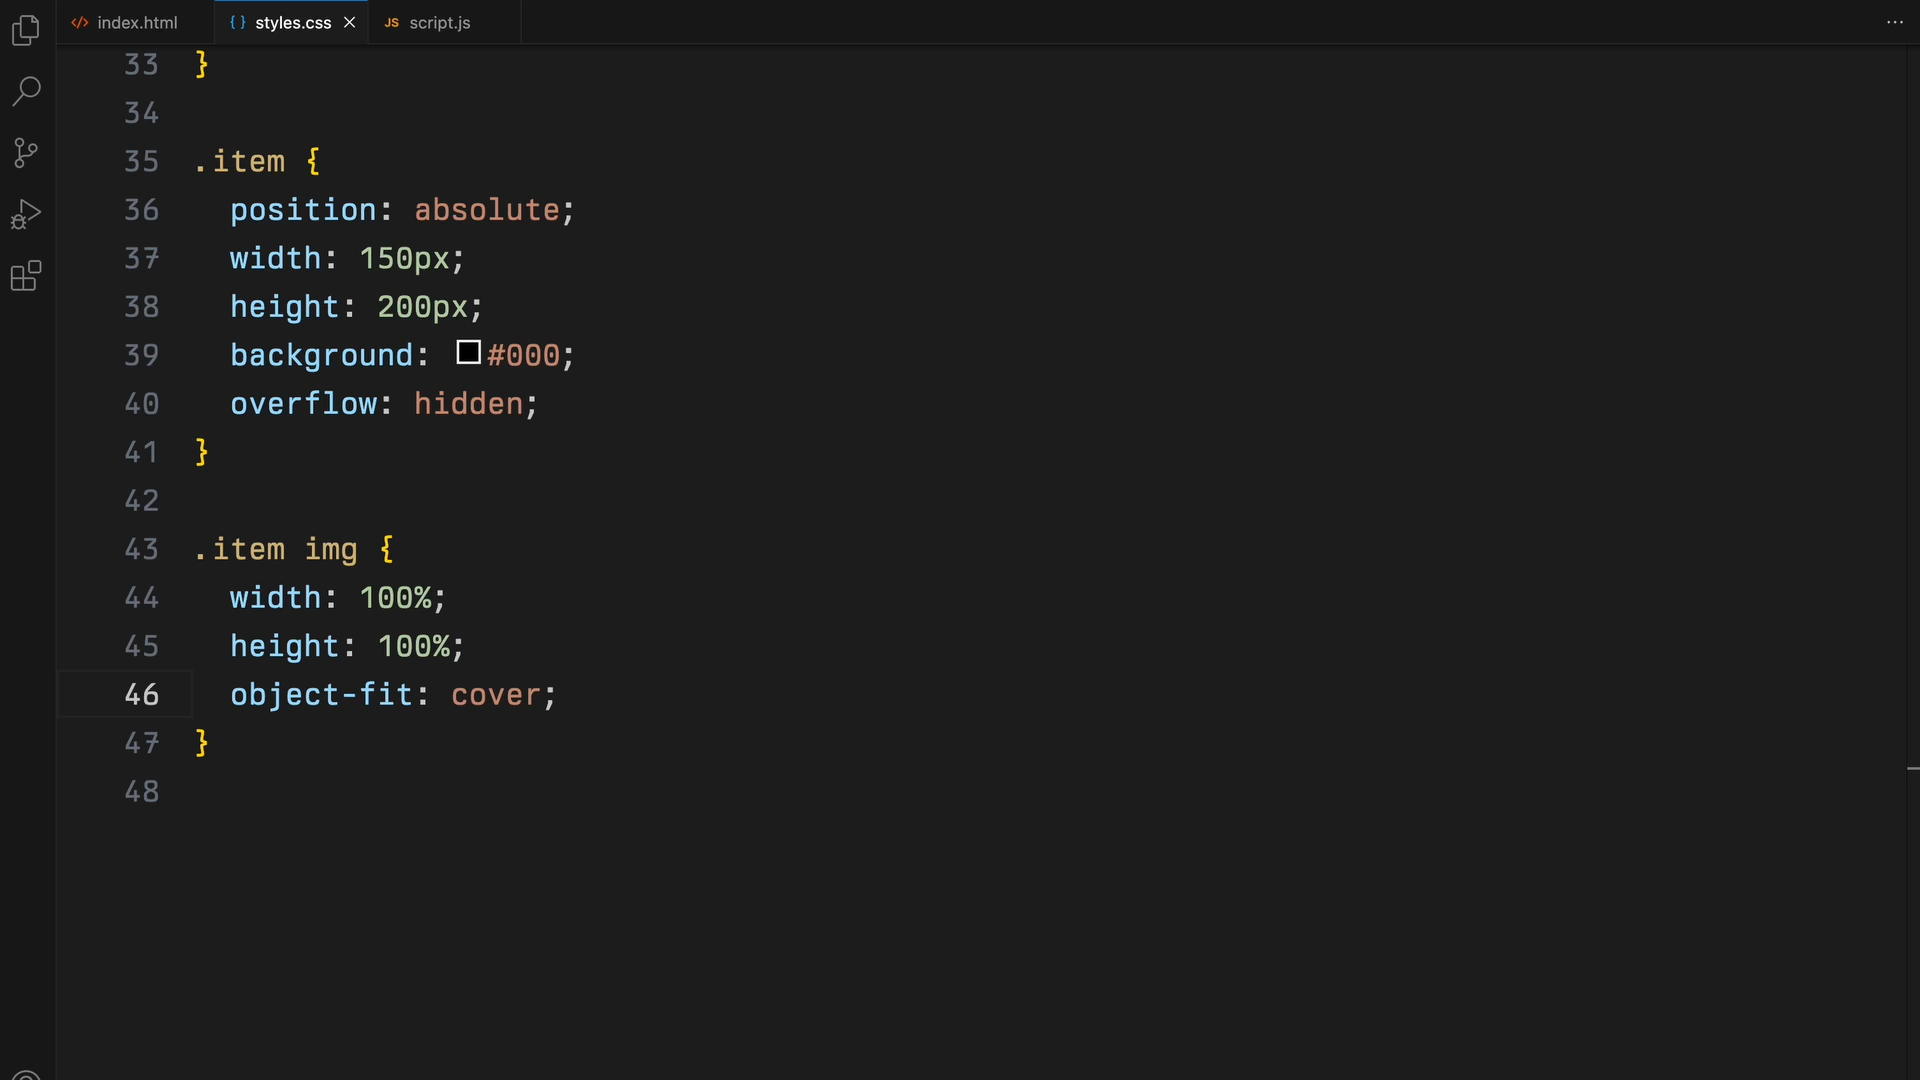 </> index.html
{ } styles.css
JS script.js
33 }
34
35 .item {
36 position: absolute;
37 width: 150px;
38 height: 200px;
39 background: #000;
40 overflow: hidden;
41 }
42
43 .item img {
44 width: 100%;
45 height: 100%;
46 object-fit: cover;
47 }
48